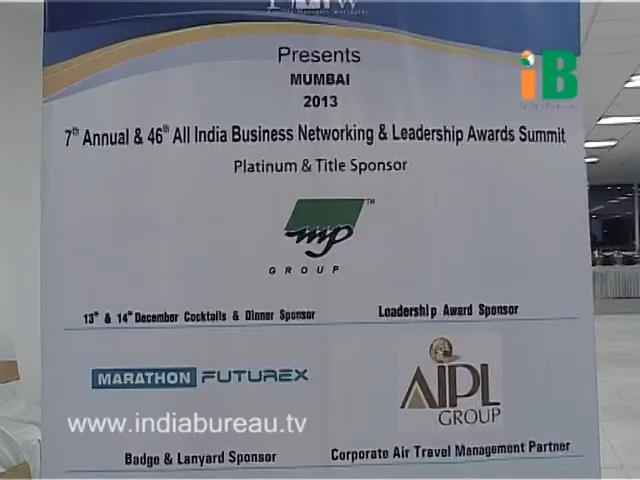 Presents
MUMBAI
2013
7th Annual & 46th All India Business Networking & Leadership Awards Summit
Platinum & Title Sponsor
mp TM
GROUP
13th & 14th December Cocktails & Dinner Sponsor
Leadership Award Sponsor
MARATHON FUTUREX
AIPL
GROUP
www.indiabureau.tv
Badge & Lanyard Sponsor
Corporate Air Travel Management Partner
iB